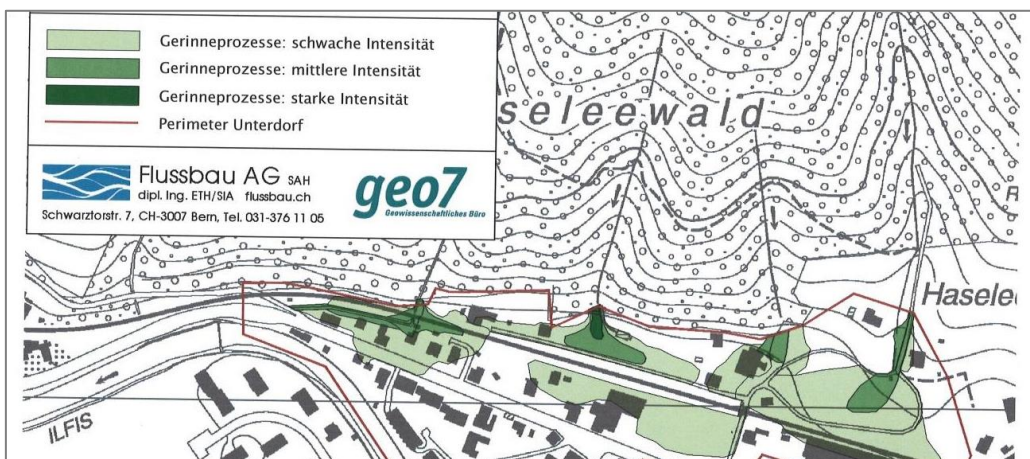 Gerinneprozesse: schwache Intensität
Gerinneprozesse: mittlere Intensität
Gerinneprozesse: starke Intensität
Perimeter Unterdorf
Flussbau AG SAH
dipl. Ing. ETH/SIA flussbau.ch
Schwarztorstr. 7, CH-3007 Bern, Tel. 031-376 11 05
geo7
Geowissenschaftliches Büro
seleewald
R
Hasele
ILFIS